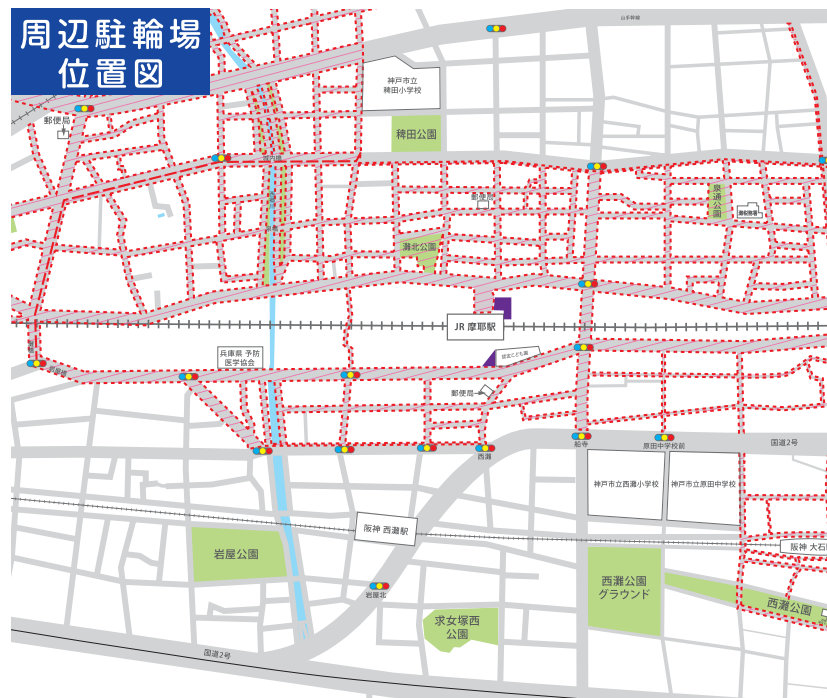 周辺駐輪場
位置図
山手幹線
神戸市立
稗田小学校
郵便局
稗田公園
郵便局
泉通公園
灘北公園
JR 摩耶駅
兵庫県 予防
医学協会
認定こども園
郵便局
国道2号
西灘
船寺
原田中学校前
神戸市立西灘小学校
神戸市立原田中学校
阪神 西灘駅
阪神 大石
岩屋公園
西灘公園
グラウンド
西灘公園
岩屋北
求女塚西
公園
国道2号